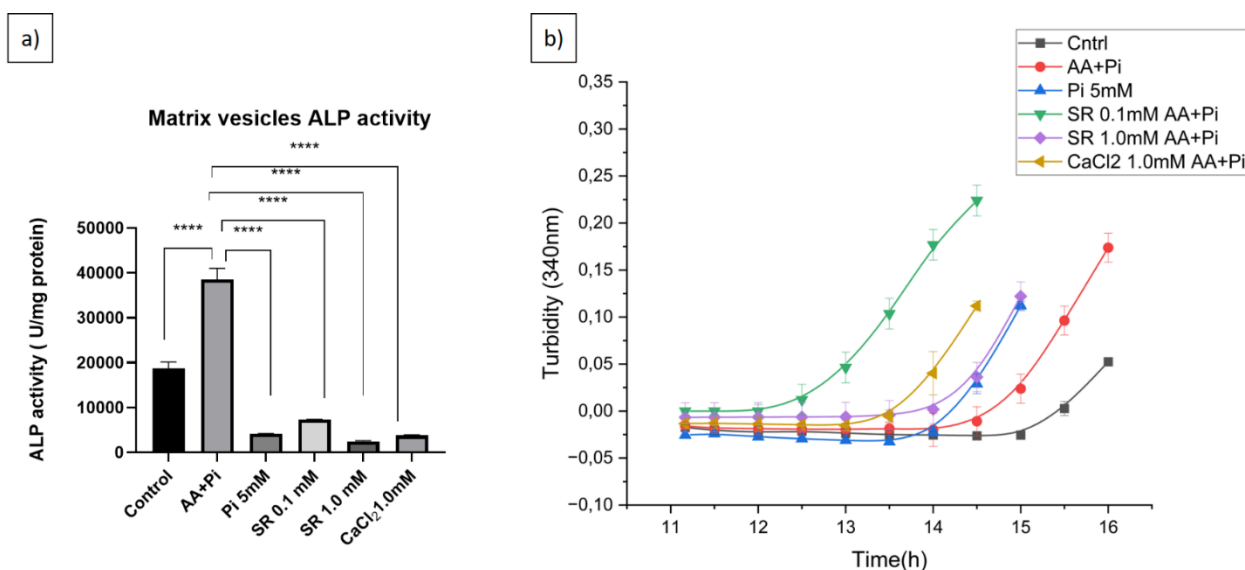 a)
Matrix vesicles ALP activity
****
****
****
**** ****
ALP activity ( U/mg protein)
50000
40000
30000
20000
10000
0
Control
AA+Pi
Pi 5mM
SR 0.1 mM
SR 1.0 mM
CaCl₂ 1.0mM
b)
Cntrl
AA+Pi
Pi 5mM
SR 0.1mM AA+Pi
SR 1.0mM AA+Pi
CaCl2 1.0mM AA+Pi
Turbidity (340nm)
0,35
0,30
0,25
0,20
0,15
0,10
0,05
0,00
−0,05
−0,10
11 12 13 14 15 16
Time(h)